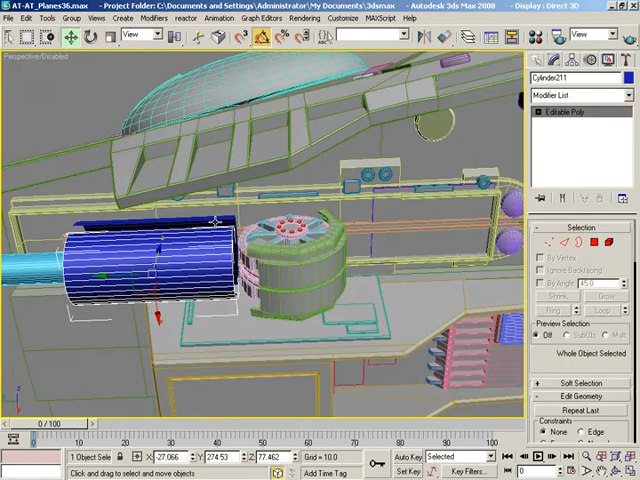 AT-AT_Planes36.max - Project Folder: C:\Documents and Settings\Administrator\My Documents\3dsmax - Autodesk 3ds Max 2008 - Display : Direct 3D
File Edit Tools Group Views Create Modifiers reactor Animation Graph Editors Rendering Customize MAXScript Help
All View View
Perspective/Disabled
Cylinder211
Modifier List
Editable Poly
Selection
By Vertex
Ignore Backfacing
By Angle: 45.0
Shrink Grow
Ring Loop
Preview Selection
Off SubObj Multi
Whole Object Selected
Soft Selection
Edit Geometry
Repeat Last
Constraints
None Edge
0 / 100
0 10 20 30 40 50 60 70 80 90 100
1 Object Sele X: -27.066 Y: 274.53 Z: 77.462 Grid = 10.0 Auto Key Selected
Click and drag to select and move objects Add Time Tag Set Key Key Filters... 0